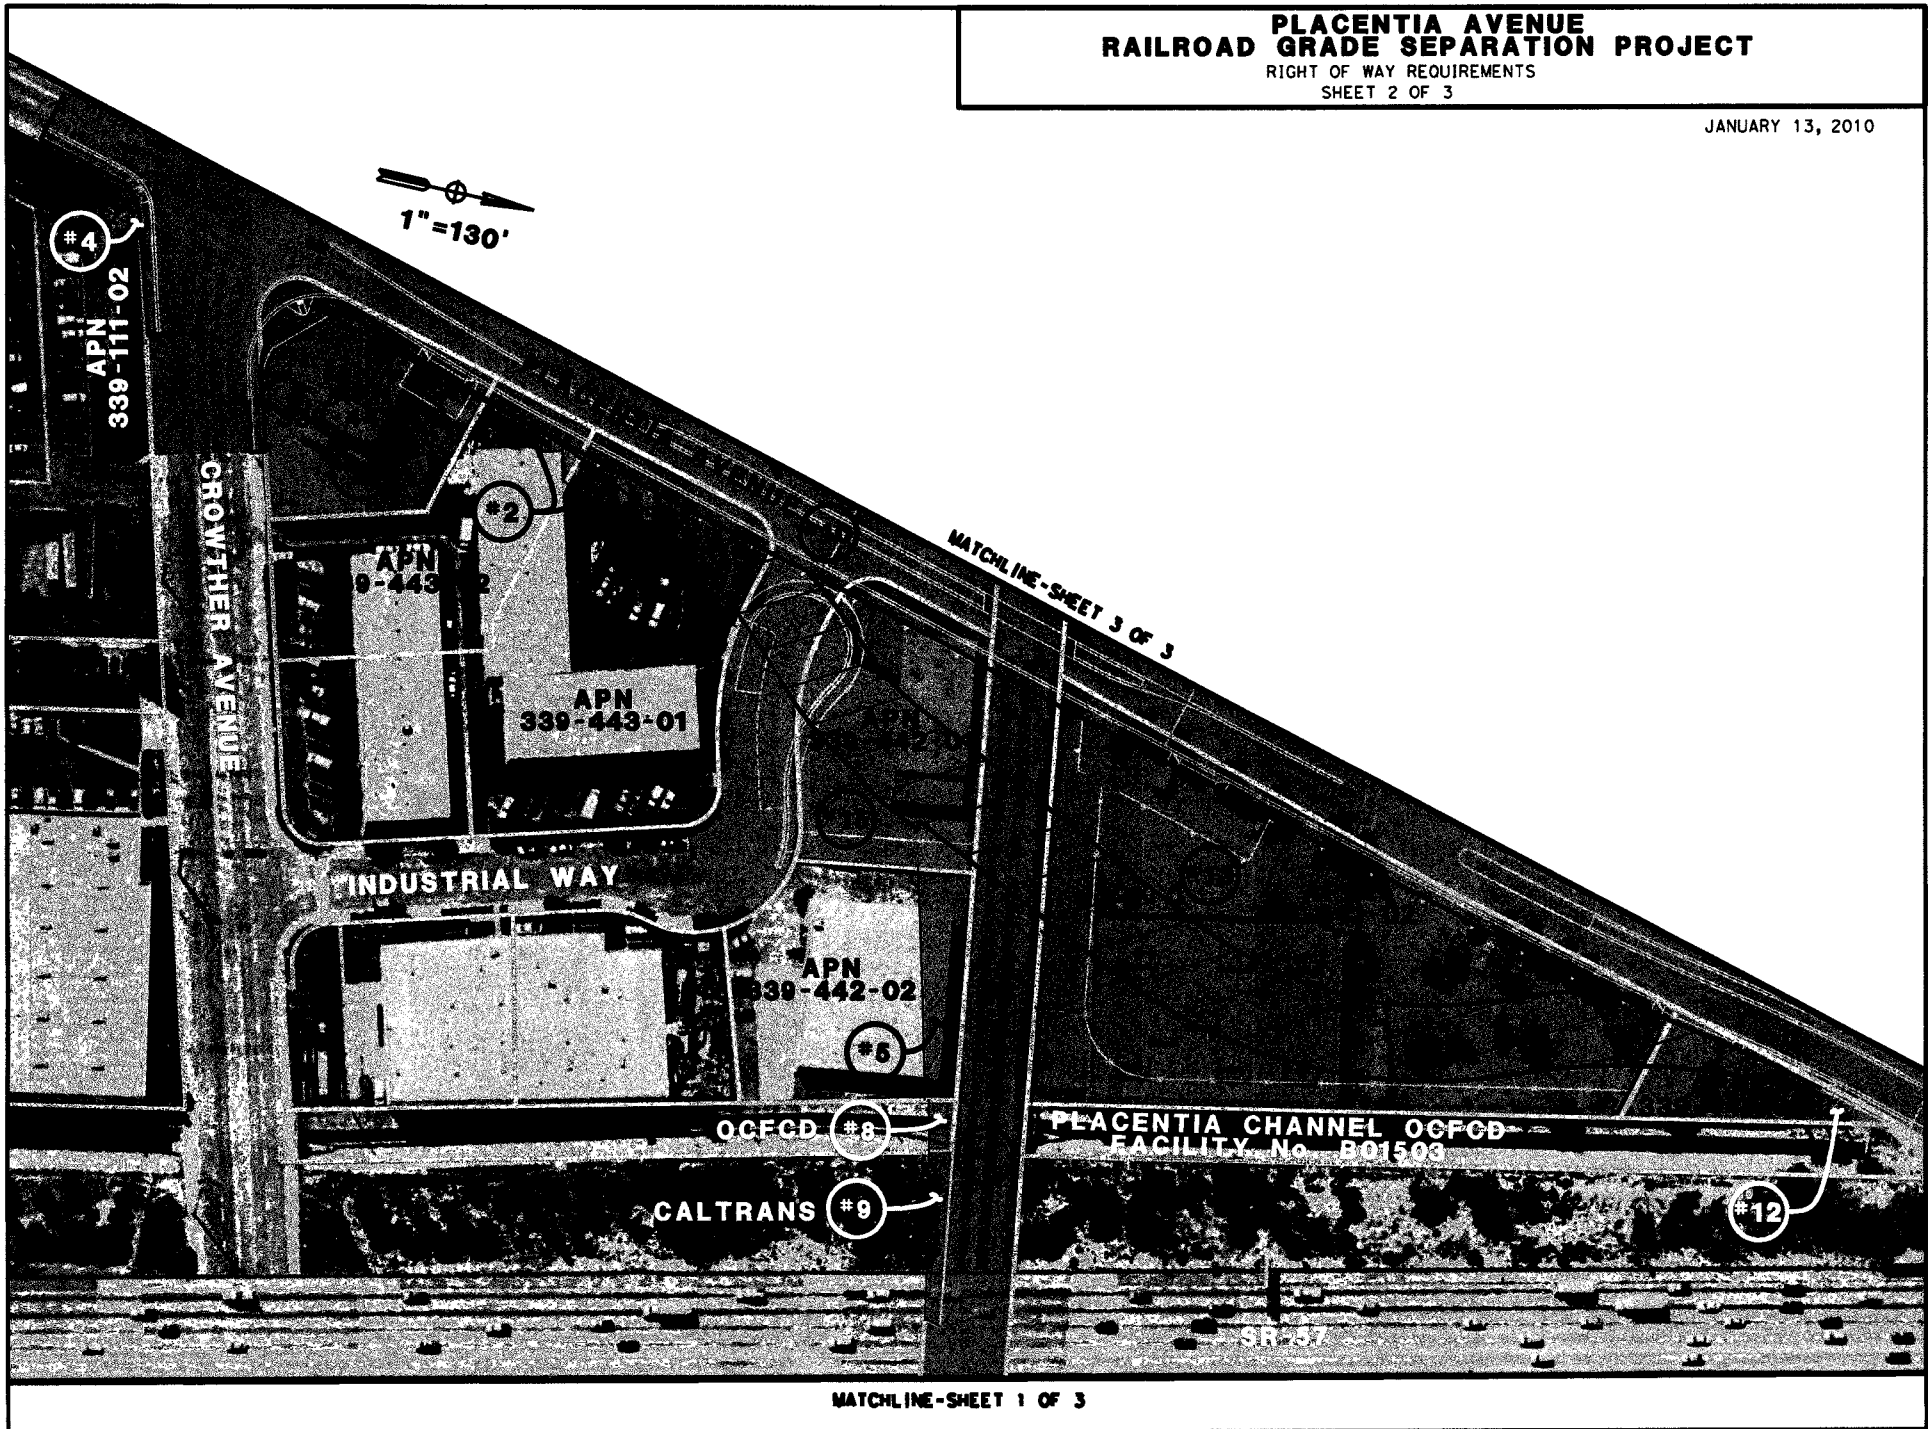 PLACENTIA AVENUE
RAILROAD GRADE SEPARATION PROJECT
RIGHT OF WAY REQUIREMENTS
SHEET 2 OF 3
JANUARY 13, 2010
1"=130'
#4
APN
339-111-02
CROWTHER AVENUE
#2
APN
MATCHLINE-SHEET 3 OF 3
APN
339-443-01
APN
INDUSTRIAL WAY
APN
339-442-02
#5
OCFCD #8
PLACENTIA CHANNEL OCFCD
FACILITY No. B01503
CALTRANS #9
#12
SR-57
MATCHLINE-SHEET 1 OF 3